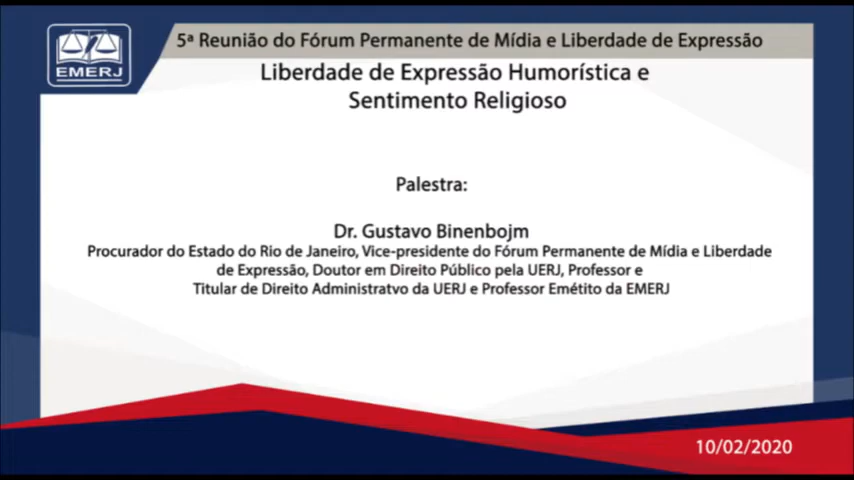 EMERJ
5ª Reunião do Fórum Permanente de Mídia e Liberdade de Expressão
Liberdade de Expressão Humorística e
Sentimento Religioso
Palestra:
Dr. Gustavo Binenbojm
Procurador do Estado do Rio de Janeiro, Vice-presidente do Fórum Permanente de Mídia e Liberdade
de Expressão, Doutor em Direito Público pela UERJ, Professor e
Titular de Direito Administratvo da UERJ e Professor Emétito da EMERJ
10/02/2020